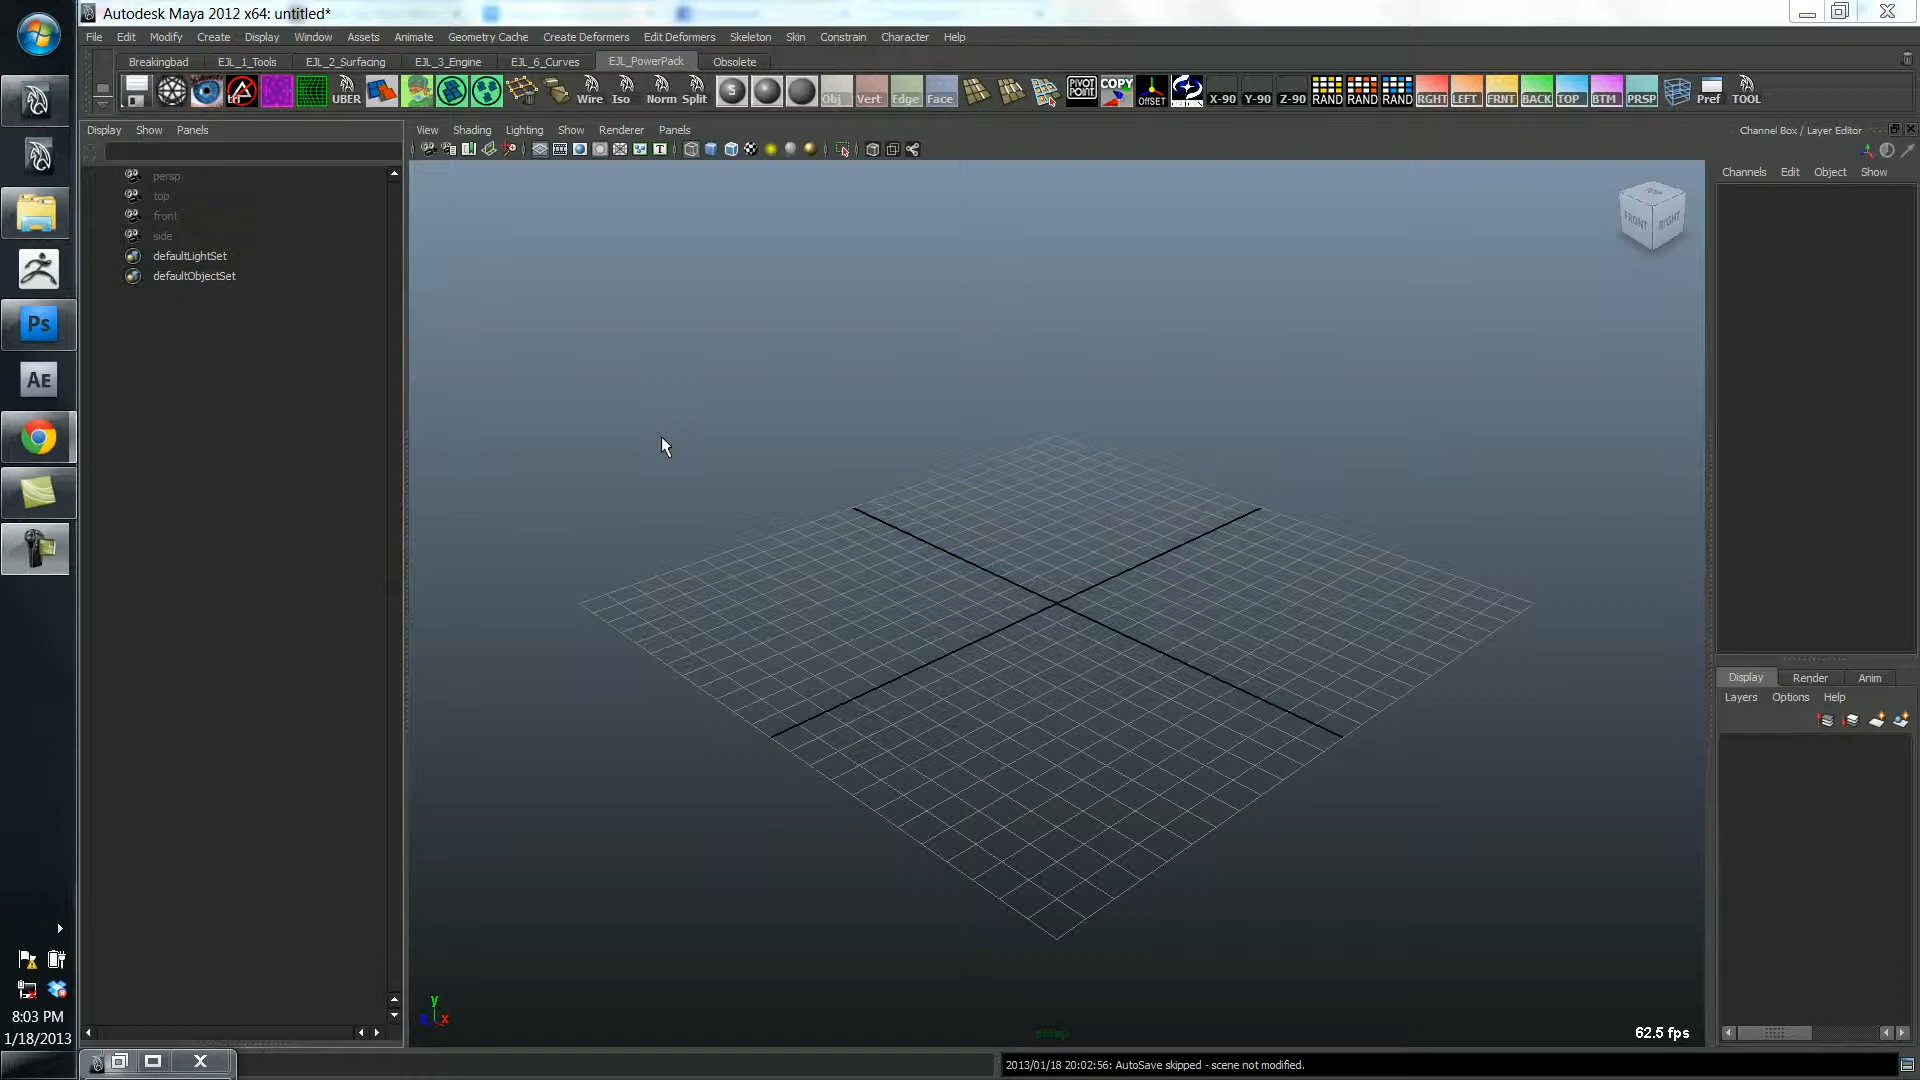 Autodesk Maya 2012 x64: untitled*
File Edit Modify Create Display Window Assets Animate Geometry Cache Create Deformers Edit Deformers Skeleton Skin Constrain Character Help
Breakingbad EJL_1_Tools EJL_2_Surfacing EJL_3_Engine EJL_6_Curves EJL_PowerPack Obsolete
tri UBER Wire Iso Norm Split S Obj Vert Edge Face PIVOT POINT COPY OFFSET X-90 Y-90 Z-90 RAND RAND RAND RGHT LEFT FRNT BACK TOP BTM PRSP Pref TOOL
Display Show Panels
View Shading Lighting Show Renderer Panels
Channel Box / Layer Editor
Channels Edit Object Show
persp
top
front
side
defaultLightSet
defaultObjectSet
TOP
FRONT RIGHT
Ps
AE
Display Render Anim
Layers Options Help
y
z x
persp
62.5 fps
8:03 PM
1/18/2013
2013/01/18 20:02:56: AutoSave skipped - scene not modified.